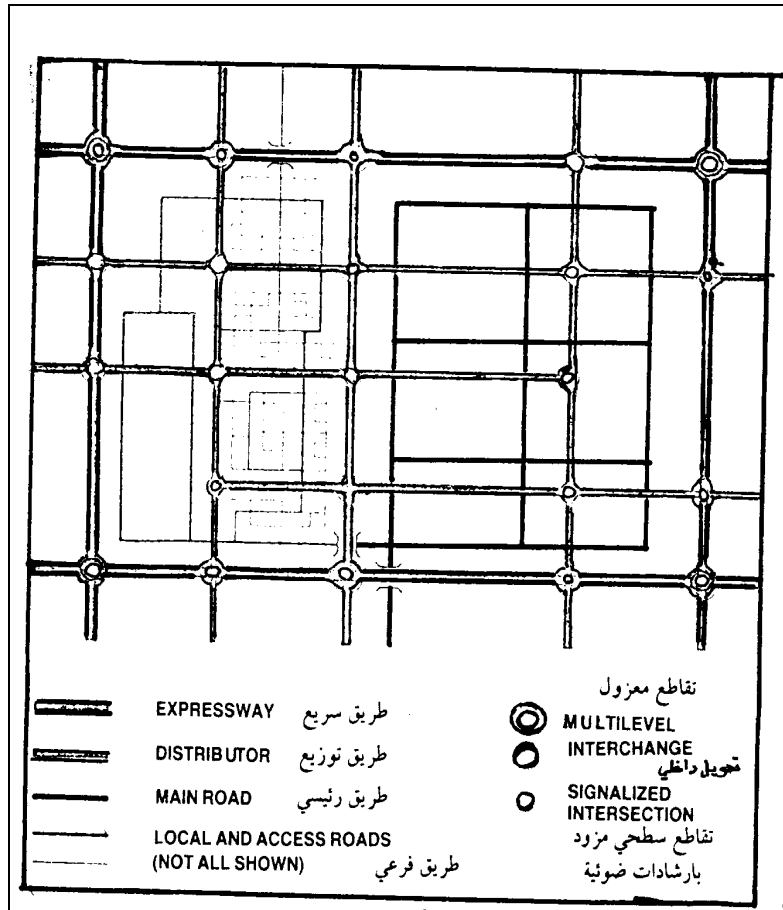 EXPRESSWAY طريق سريع
DISTRIBUTOR طريق توزيع
MAIN ROAD طريق رئيسي
LOCAL AND ACCESS ROADS
(NOT ALL SHOWN) طريق فرعي
تقاطع معزول
MULTILEVEL
INTERCHANGE
تحويل داخلي
SIGNALIZED
INTERSECTION
تقاطع سطحي مزود
بارشادات ضوئية